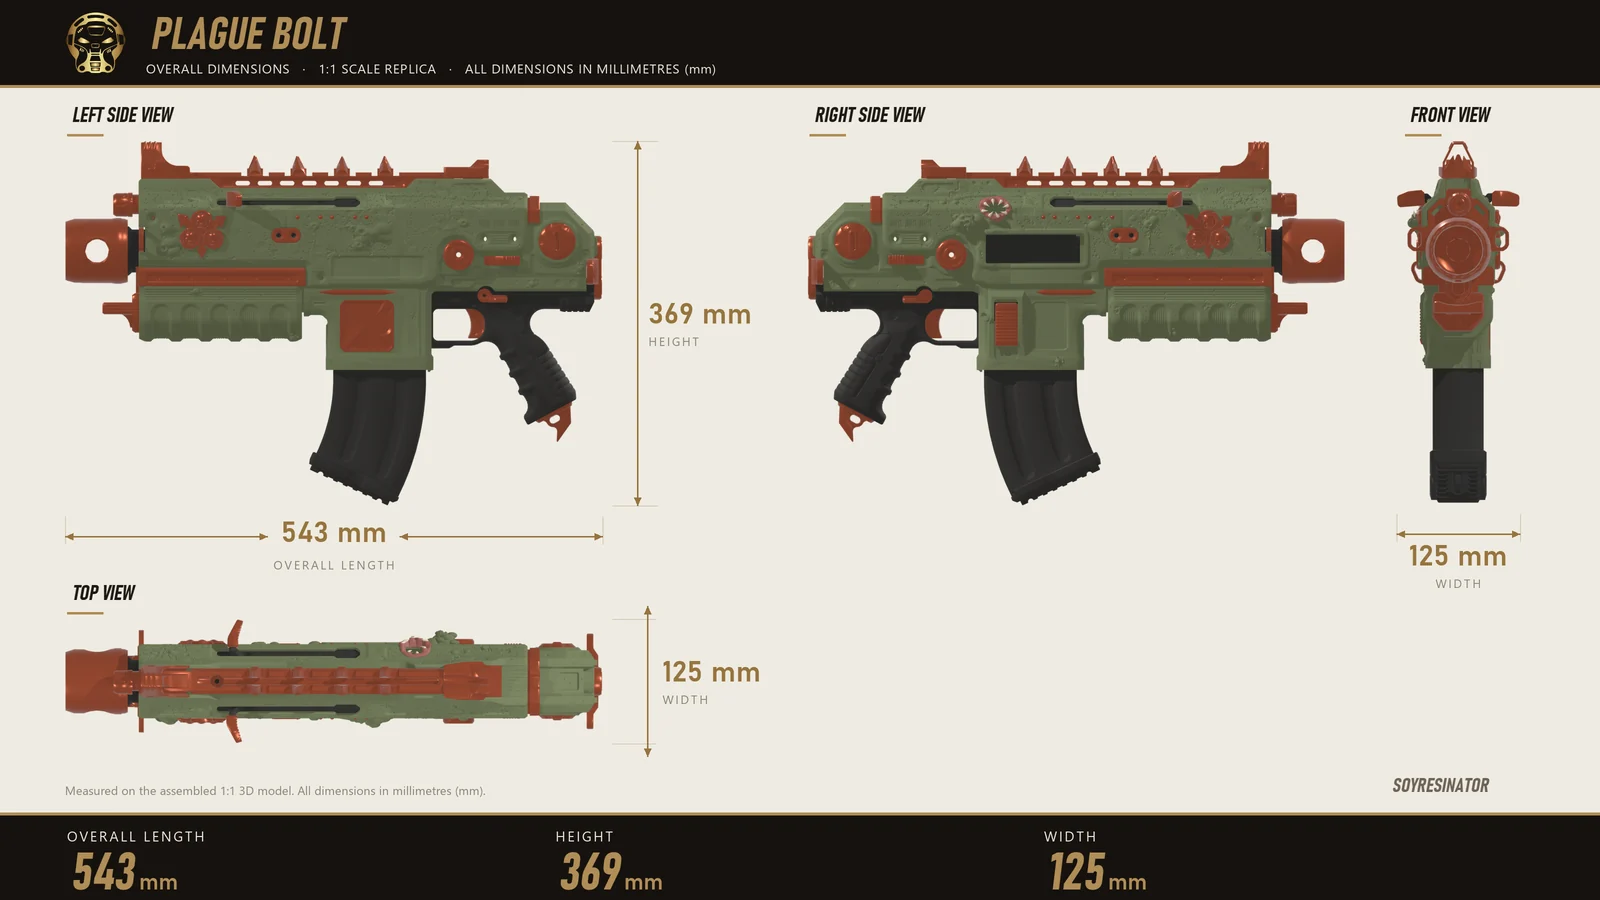 PLAGUE BOLT
OVERALL DIMENSIONS · 1:1 SCALE REPLICA · ALL DIMENSIONS IN MILLIMETRES (mm)
LEFT SIDE VIEW
RIGHT SIDE VIEW
FRONT VIEW
369 mm
HEIGHT
543 mm
OVERALL LENGTH
125 mm
WIDTH
TOP VIEW
125 mm
WIDTH
Measured on the assembled 1:1 3D model. All dimensions in millimetres (mm).
SOYRESINATOR
OVERALL LENGTH
543 mm
HEIGHT
369 mm
WIDTH
125 mm